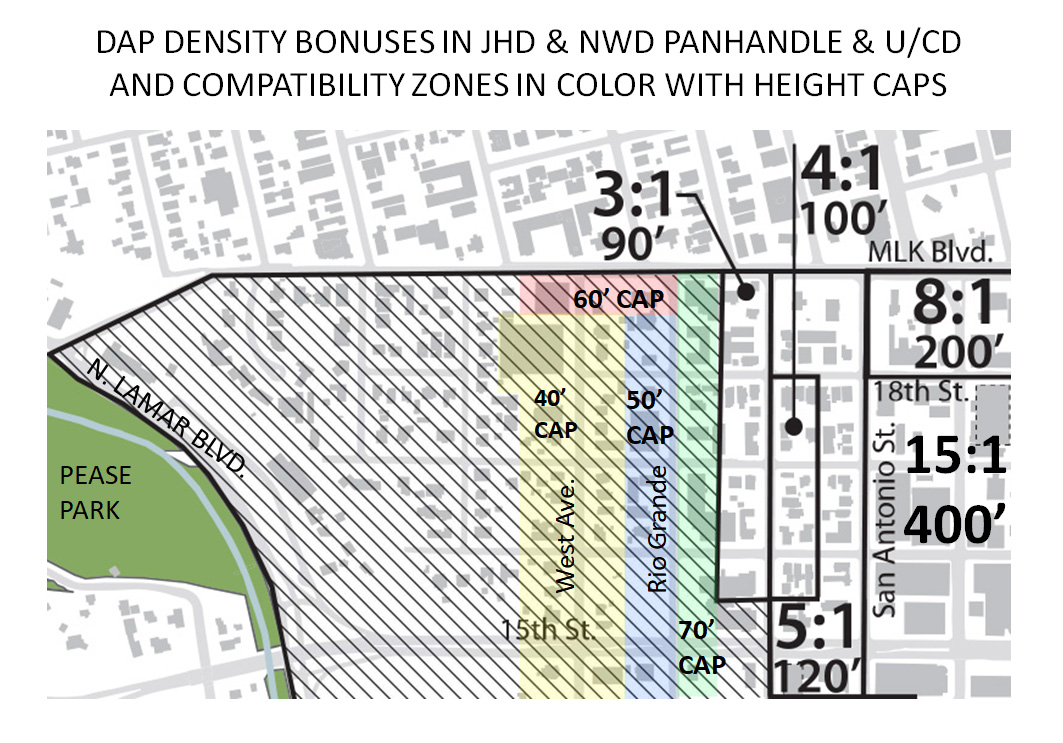 DAP DENSITY BONUSES IN JHD & NWD PANHANDLE & U/CD
AND COMPATIBILITY ZONES IN COLOR WITH HEIGHT CAPS
3:1
90’
4:1
100’
MLK Blvd.
60’ CAP
8:1
200’
N. LAMAR BLVD.
40’
CAP
50’
CAP
18th St.
15:1
400’
San Antonio St.
PEASE
PARK
West Ave.
Rio Grande
15th St.
70’
CAP
5:1
120’